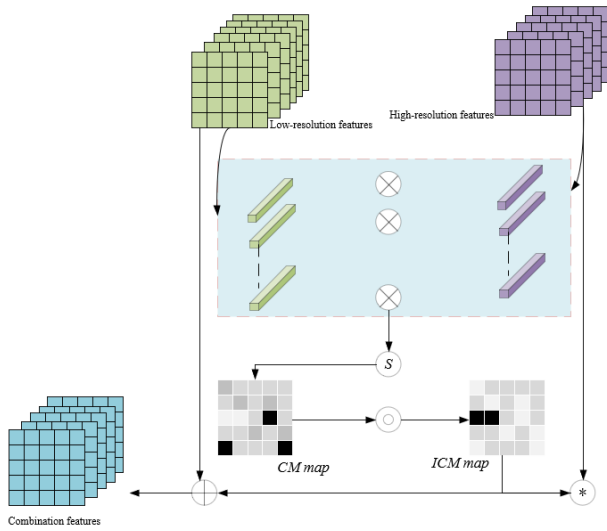 High-resolution features
Low-resolution features
S
CM map
ICM map
*
Combination features